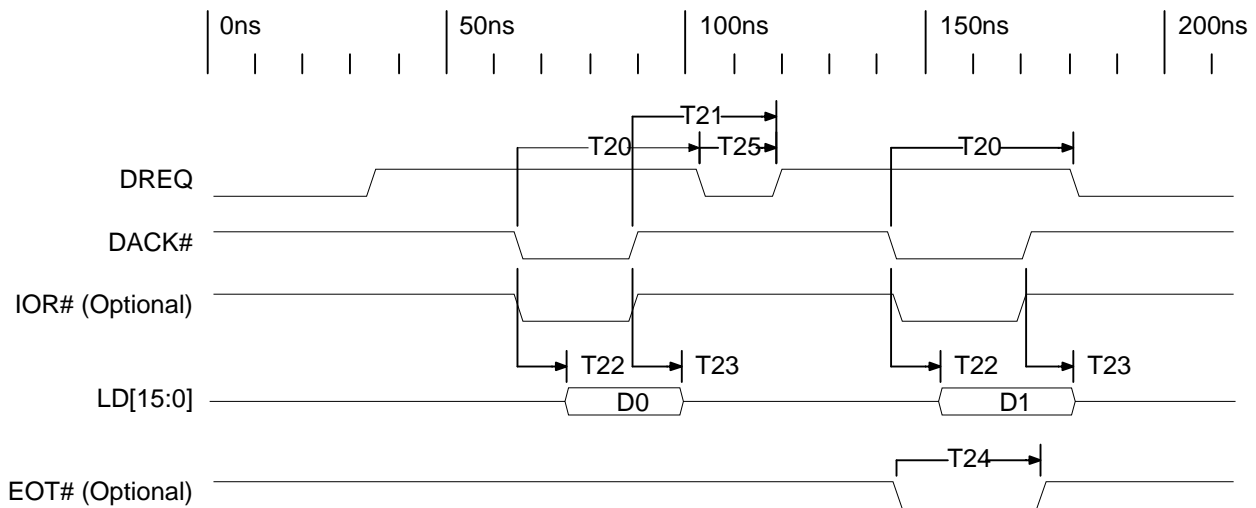 0ns 50ns 100ns 150ns 200ns
T21
T20 T25 T20
DREQ
DACK#
IOR# (Optional)
T22 T23 T22 T23
LD[15:0] D0 D1
T24
EOT# (Optional)